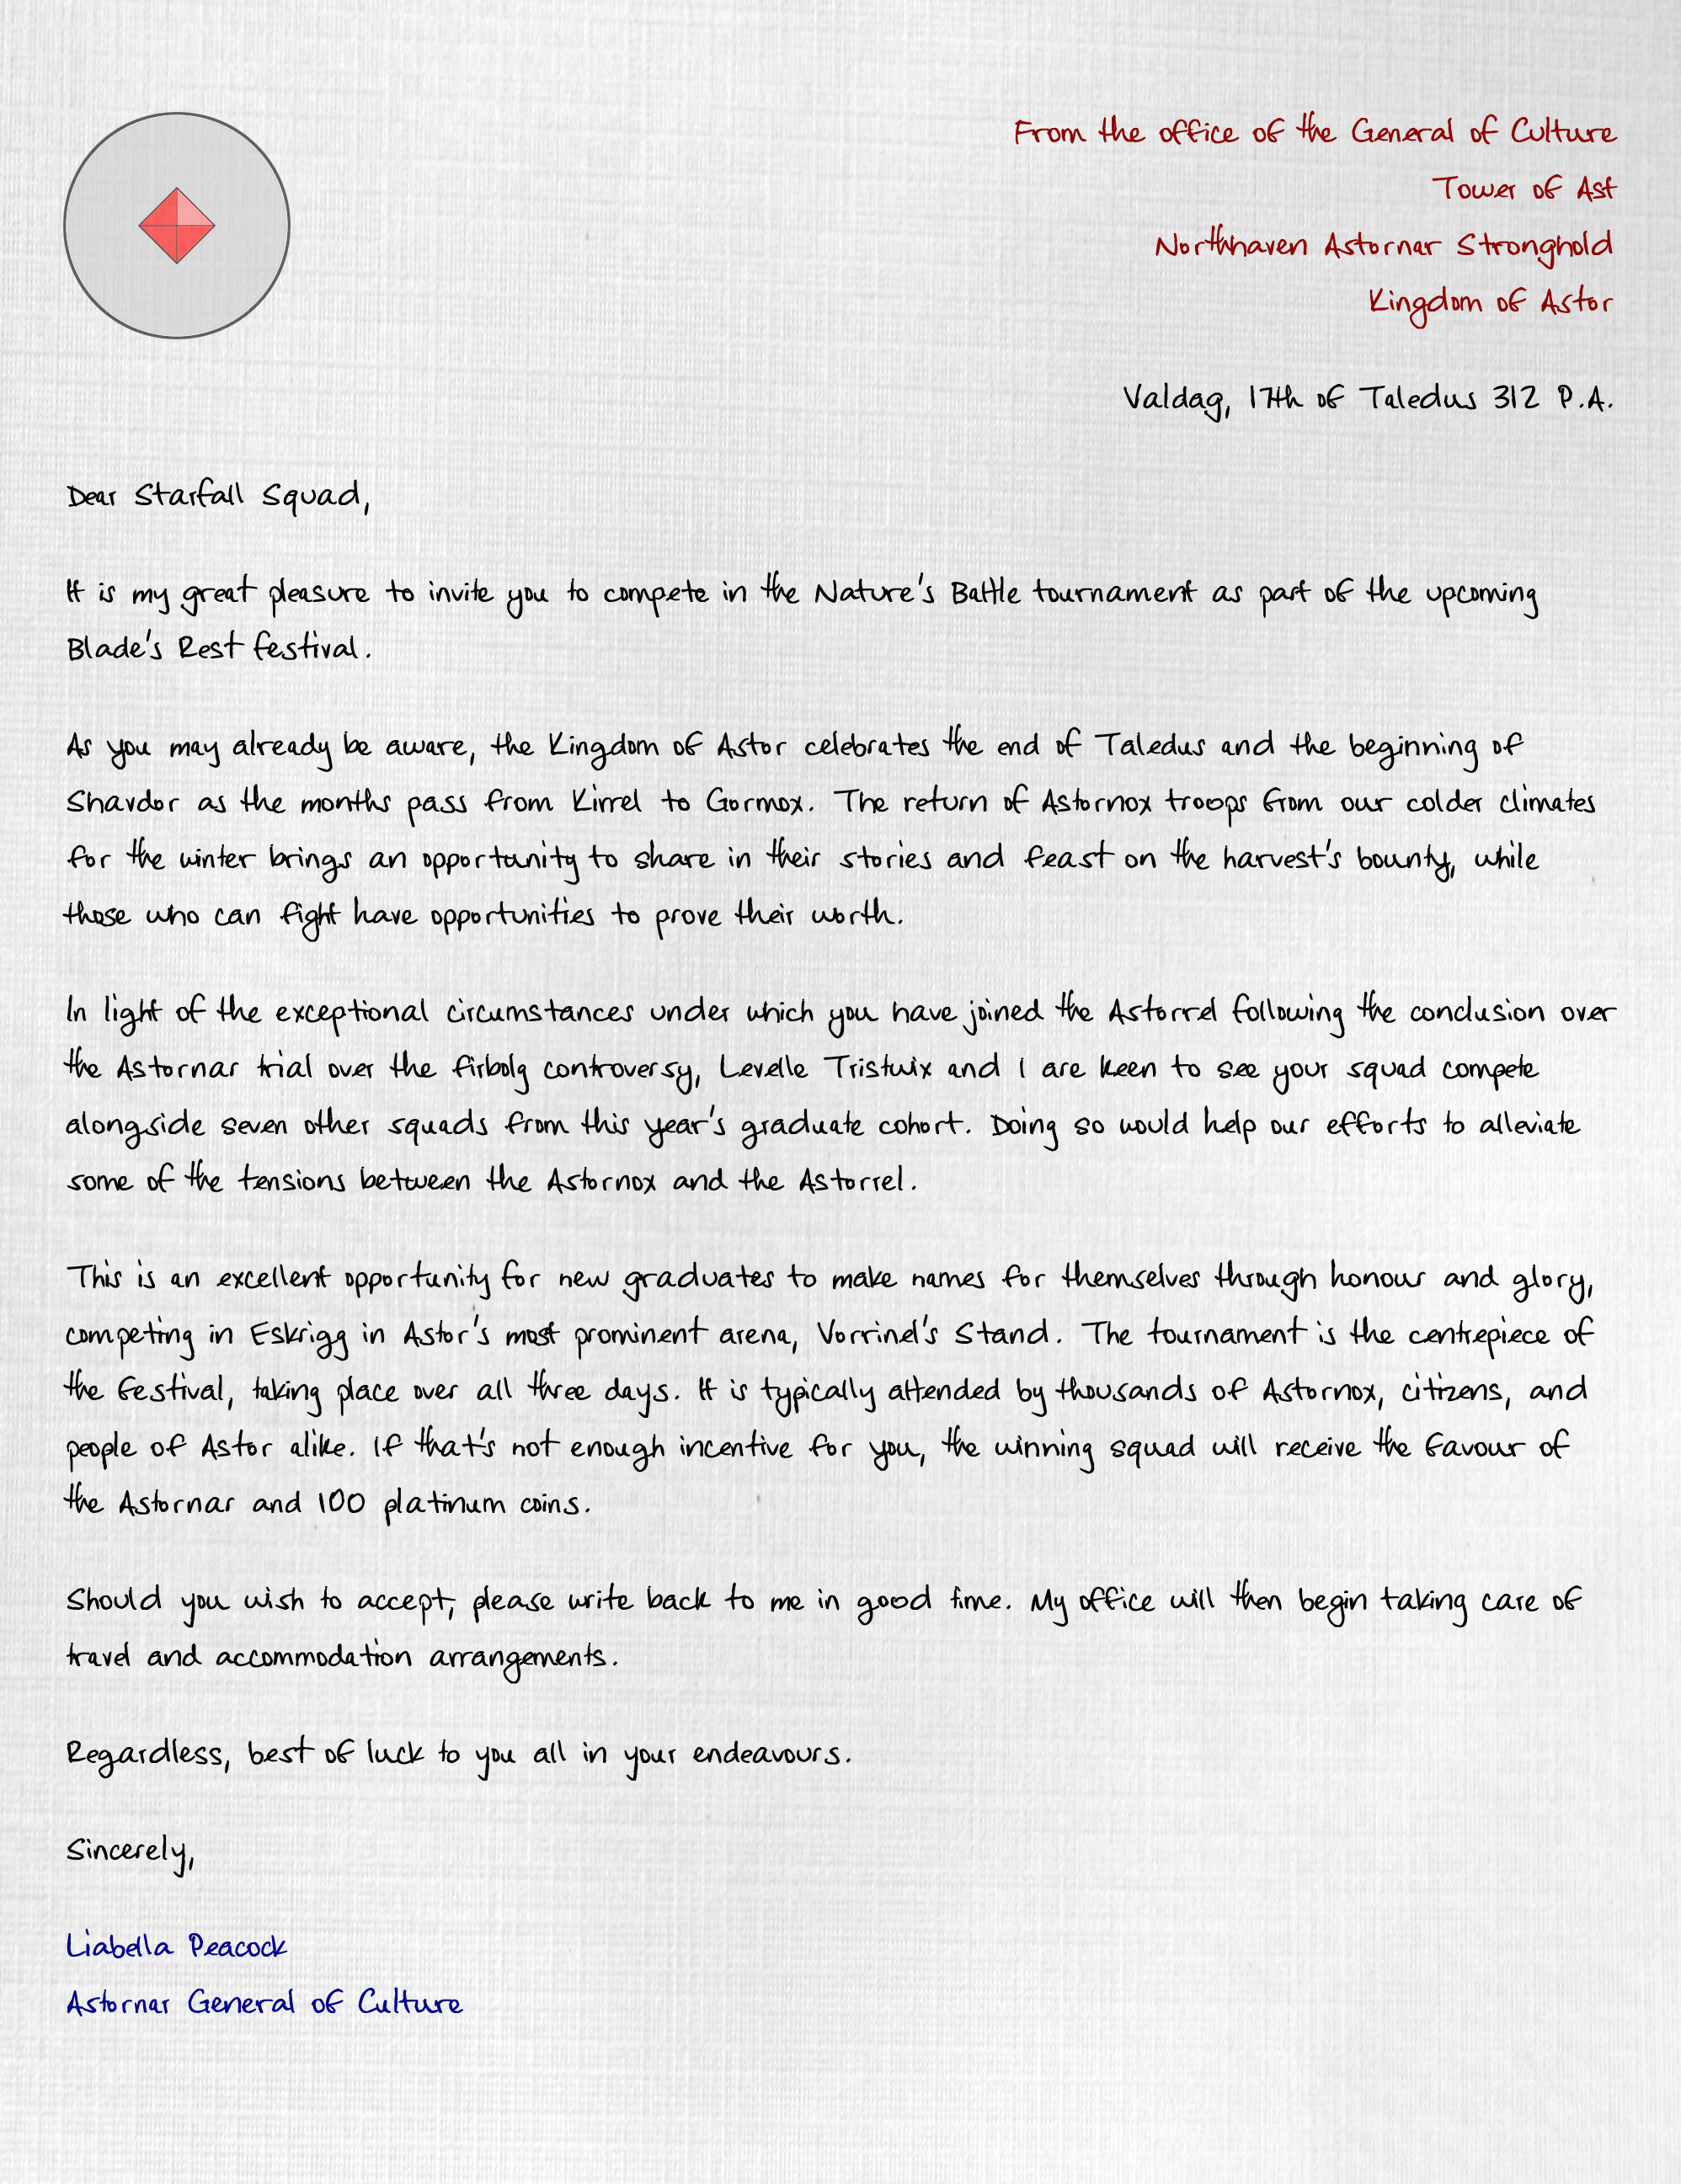 From the office of the General of Culture
Tower of Ast
Northhaven Astornar Stronghold
Kingdom of Astor
Valdag, 17th of Taledus 312 P.A.
Dear Starfall Squad,
It is my great pleasure to invite you to compete in the Nature's Battle tournament as part of the upcoming
Blade's Rest festival.
As you may already be aware, the Kingdom of Astor celebrates the end of Taledus and the beginning of
Shavdor as the months pass from Kirrel to Gormox. The return of Astornox troops from our colder climates
for the winter brings an opportunity to share in their stories and feast on the harvest's bounty, while
those who can fight have opportunities to prove their worth.
In light of the exceptional circumstances under which you have joined the Astorrel following the conclusion over
the Astornar trial over the firbolg controversy, Levelle Tristwix and I are keen to see your squad compete
alongside seven other squads from this year's graduate cohort. Doing so would help our efforts to alleviate
some of the tensions between the Astornox and the Astorrel.
This is an excellent opportunity for new graduates to make names for themselves through honour and glory,
competing in Eskrigg in Astor's most prominent arena, Vorrinel's Stand. The tournament is the centrepiece of
the festival, taking place over all three days. It is typically attended by thousands of Astornox, citizens, and
people of Astor alike. If that's not enough incentive for you, the winning squad will receive the favour of
the Astornar and 100 platinum coins.
Should you wish to accept, please write back to me in good time. My office will then begin taking care of
travel and accommodation arrangements.
Regardless, best of luck to you all in your endeavours.
Sincerely,
Liabella Peacock
Astornar General of Culture